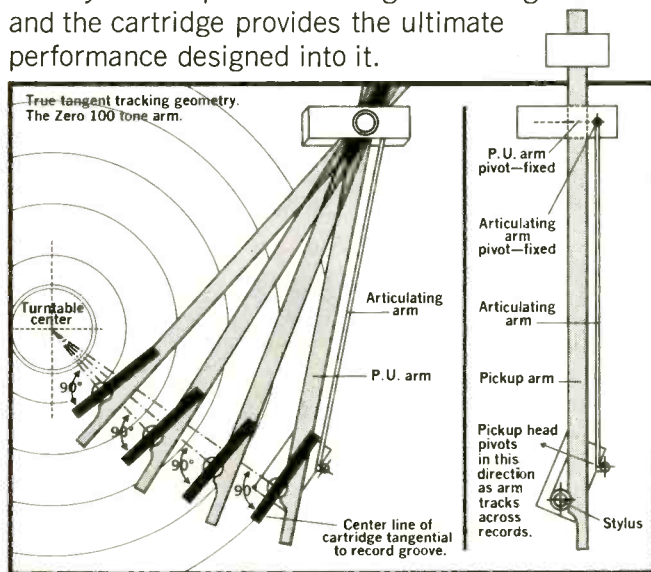 and the cartridge provides the ultimate
performance designed into it.
True tangent tracking geometry.
The Zero 100 tone arm.
Turntable
center
90°
90°
90°
90°
Articulating
arm
P.U. arm
Center line of
cartridge tangential
to record groove.
P.U. arm
pivot—fixed
Articulating
arm
pivot—fixed
Articulating
arm
Pickup arm
Pickup head
pivots
in this
direction
as arm
tracks
across
records.
Stylus